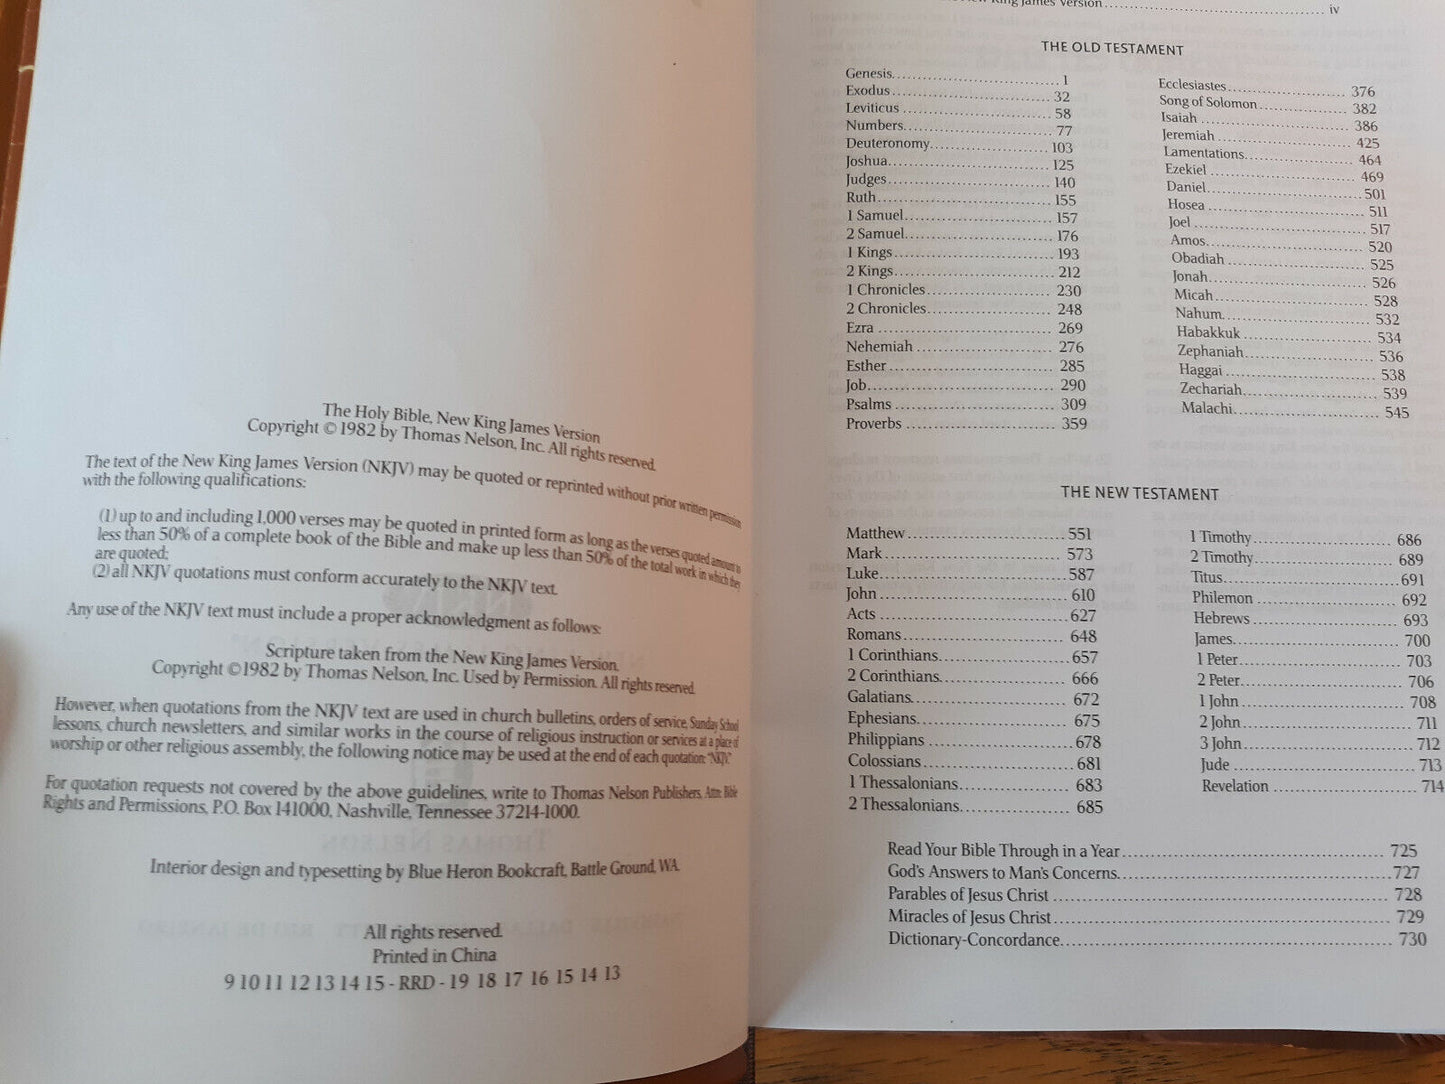 The Holy Bible, New King James Version
Copyright © 1982 by Thomas Nelson, Inc. All rights reserved.
The text of the New King James Version (NKJV) may be quoted or reprinted without prior written permission
with the following qualifications:
(1) up to and including 1,000 verses may be quoted in printed form as long as the verses quoted amount to
less than 50% of a complete book of the Bible and make up less than 50% of the total work in which they
are quoted;
(2) all NKJV quotations must conform accurately to the NKJV text.
Any use of the NKJV text must include a proper acknowledgment as follows:
Scripture taken from the New King James Version.
Copyright © 1982 by Thomas Nelson, Inc. Used by Permission. All rights reserved.
However, when quotations from the NKJV text are used in church bulletins, orders of service, Sunday School
lessons, church newsletters, and similar works in the course of religious instruction or services at a place of
worship or other religious assembly, the following notice may be used at the end of each quotation: "NKJV."
For quotation requests not covered by the above guidelines, write to Thomas Nelson Publishers, Attn: Bible
Rights and Permissions, P.O. Box 141000, Nashville, Tennessee 37214-1000.
Interior design and typesetting by Blue Heron Bookcraft, Battle Ground, WA.
All rights reserved.
Printed in China
9 10 11 12 13 14 15 - RRD - 19 18 17 16 15 14 13
King James Version iv
THE OLD TESTAMENT
Genesis 1
Exodus 32
Leviticus 58
Numbers 77
Deuteronomy 103
Joshua 125
Judges 140
Ruth 155
1 Samuel 157
2 Samuel 176
1 Kings 193
2 Kings 212
1 Chronicles 230
2 Chronicles 248
Ezra 269
Nehemiah 276
Esther 285
Job 290
Psalms 309
Proverbs 359
Ecclesiastes 376
Song of Solomon 382
Isaiah 386
Jeremiah 425
Lamentations 464
Ezekiel 469
Daniel 501
Hosea 511
Joel 517
Amos 520
Obadiah 525
Jonah 526
Micah 528
Nahum 532
Habakkuk 534
Zephaniah 536
Haggai 538
Zechariah 539
Malachi 545
THE NEW TESTAMENT
Matthew 551
Mark 573
Luke 587
John 610
Acts 627
Romans 648
1 Corinthians 657
2 Corinthians 666
Galatians 672
Ephesians 675
Philippians 678
Colossians 681
1 Thessalonians 683
2 Thessalonians 685
1 Timothy 686
2 Timothy 689
Titus 691
Philemon 692
Hebrews 693
James 700
1 Peter 703
2 Peter 706
1 John 708
2 John 711
3 John 712
Jude 713
Revelation 714
Read Your Bible Through in a Year 725
God's Answers to Man's Concerns 727
Parables of Jesus Christ 728
Miracles of Jesus Christ 729
Dictionary-Concordance 730